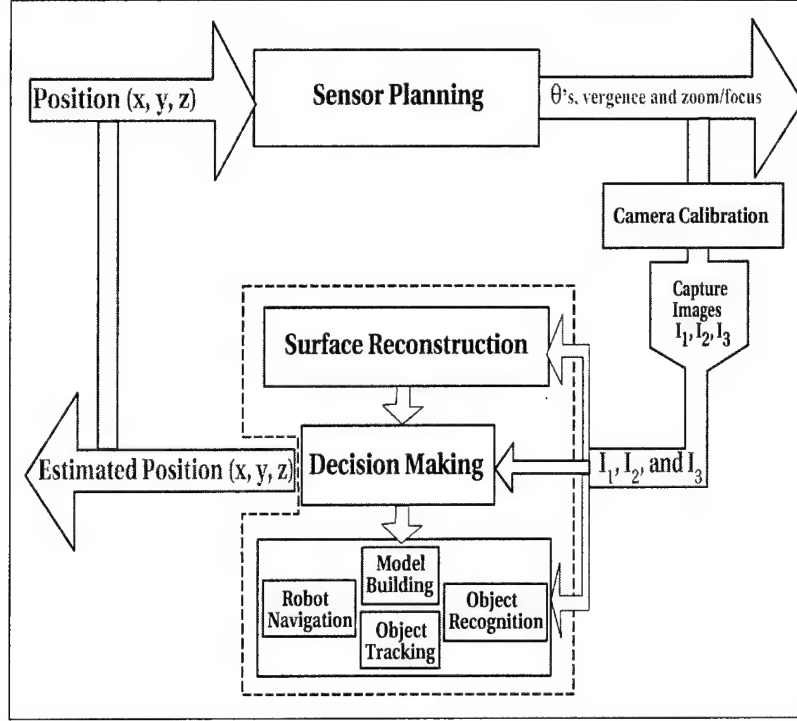 Position (x, y, z)
Sensor Planning
θ's, vergence and zoom/focus
Camera Calibration
Capture
Images
I₁, I₂, I₃
Surface Reconstruction
Decision Making
I₁, I₂, and I₃
Estimated Position (x, y, z)
Model
Building
Robot
Navigation
Object
Recognition
Object
Tracking